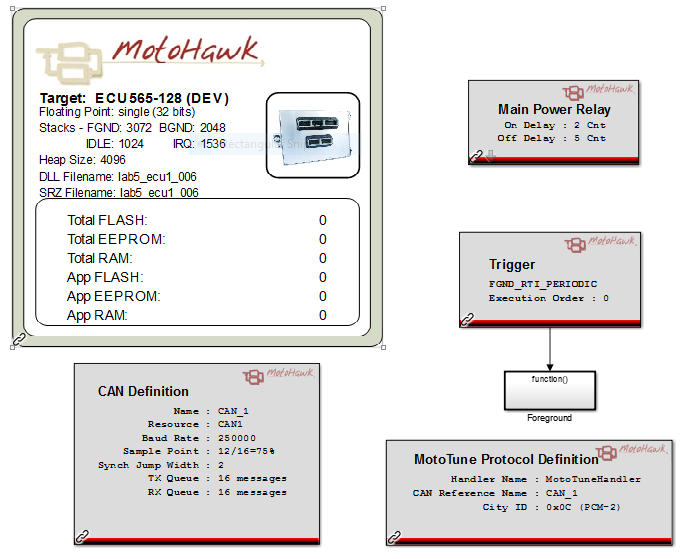 MotoHawk
Target: ECU565-128 (DEV)
Floating Point: single (32 bits)
Stacks - FGND: 3072 BGND: 2048
IDLE: 1024 IRQ: 1536
Heap Size: 4096
DLL Filename: lab5_ecu1_006
SRZ Filename: lab5_ecu1_006
Total FLASH: 0
Total EEPROM: 0
Total RAM: 0
App FLASH: 0
App EEPROM: 0
App RAM: 0
MotoHawk
Main Power Relay
On Delay : 2 Cnt
Off Delay : 5 Cnt
MotoHawk
Trigger
FGND_RTI_PERIODIC
Execution Order : 0
function()
Foreground
MotoHawk
CAN Definition
Name : CAN_1
Resource : CAN1
Baud Rate : 250000
Sample Point : 12/16=75%
Synch Jump Width : 2
TX Queue : 16 messages
RX Queue : 16 messages
MotoHawk
MotoTune Protocol Definition
Handler Name : MotoTuneHandler
CAN Reference Name : CAN_1
City ID : 0x0C (PCM-2)